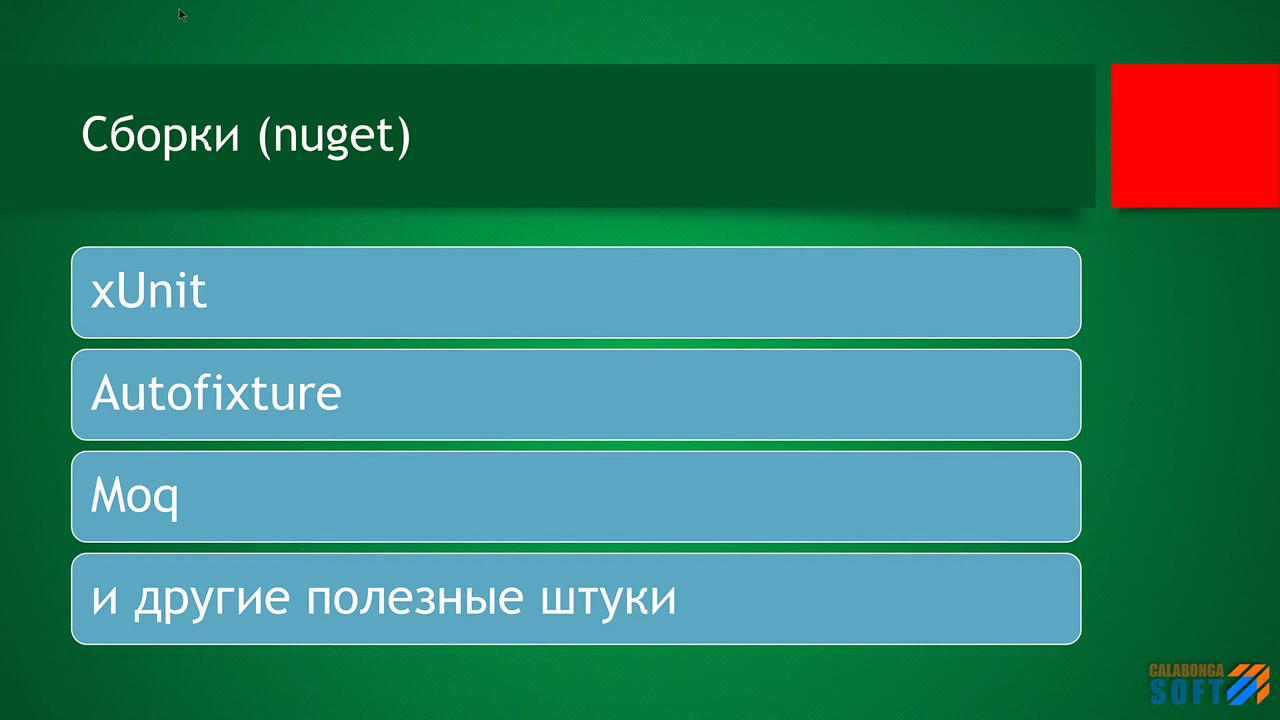 Сборки (nuget)
xUnit
Autofixture
Moq
и другие полезные штуки
CALABONGA
SOFT